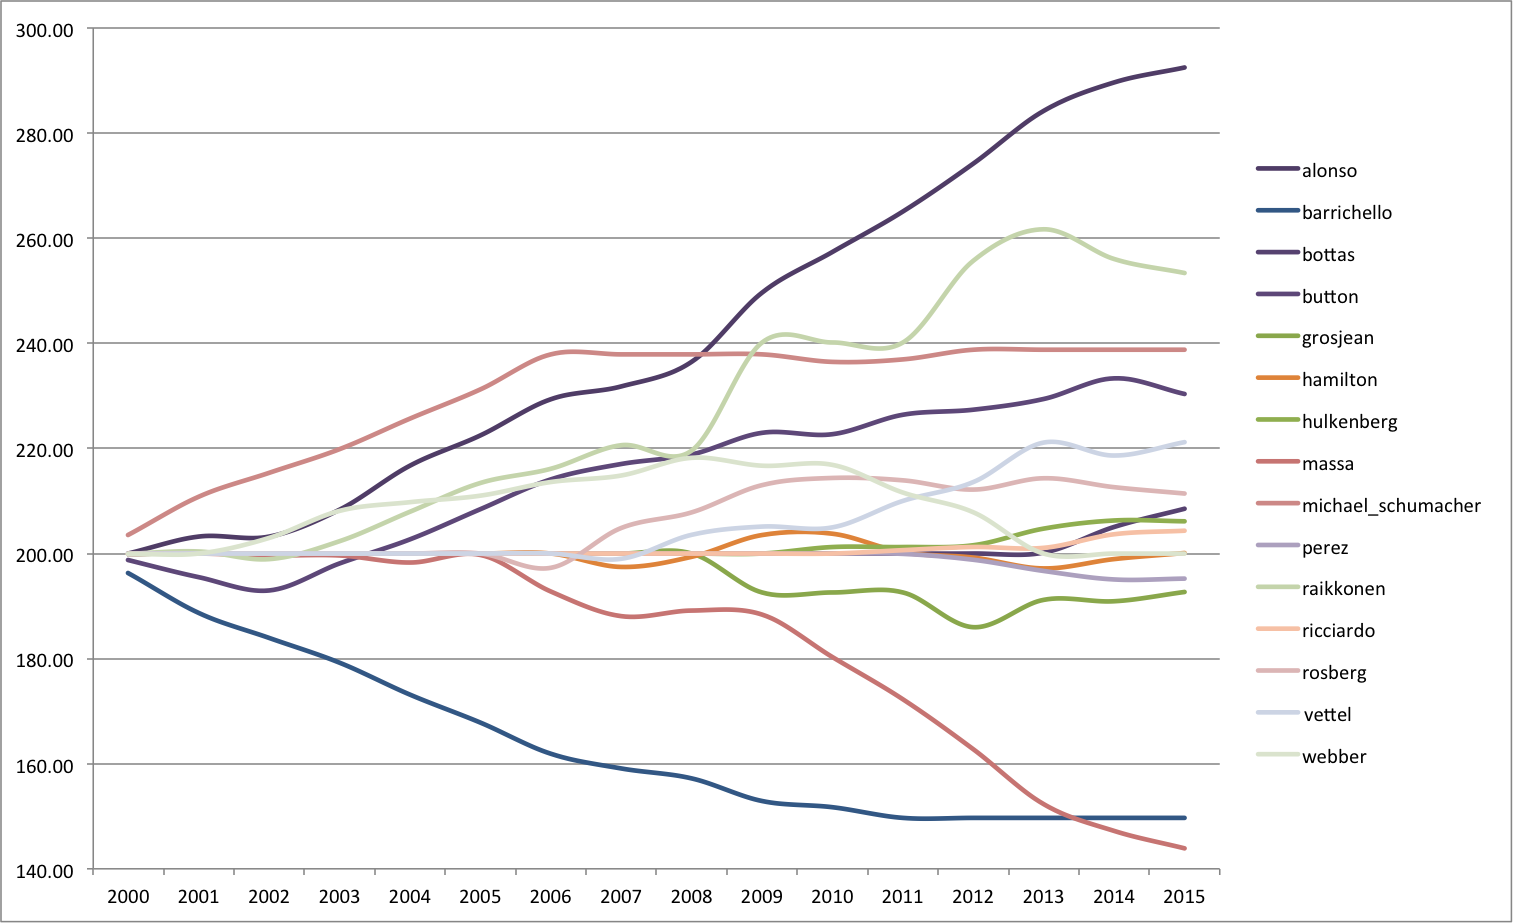 300.00
280.00
260.00
240.00
220.00
200.00
180.00
160.00
140.00
2000 2001 2002 2003 2004 2005 2006 2007 2008 2009 2010 2011 2012 2013 2014 2015
alonso
barrichello
bottas
button
grosjean
hamilton
hulkenberg
massa
michael_schumacher
perez
raikkonen
ricciardo
rosberg
vettel
webber